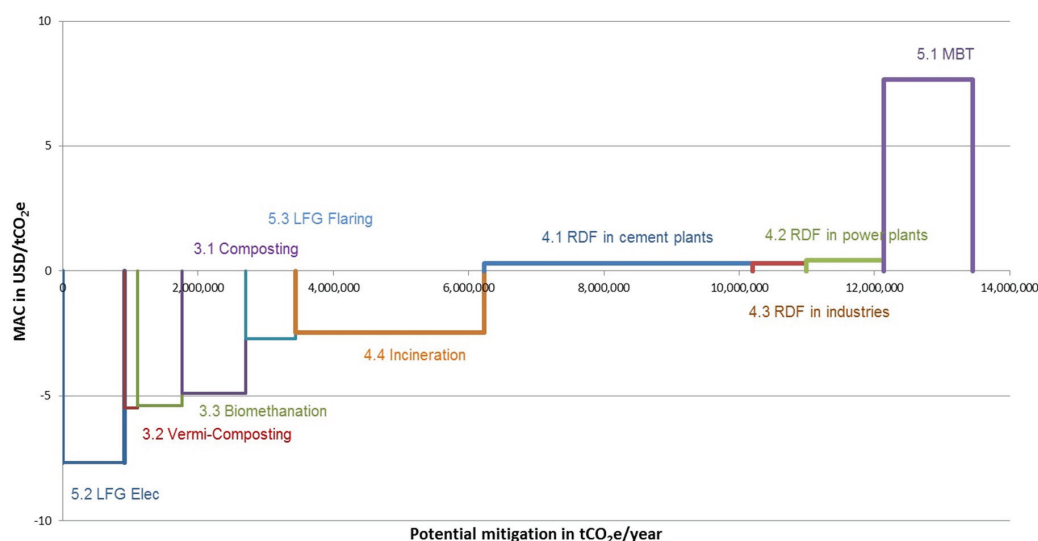 10
5.1 MBT
5
5.3 LFG Flaring
4.1 RDF in cement plants
4.2 RDF in power plants
3.1 Composting
0
0
2,000,000
4,000,000
6,000,000
8,000,000
10,000,000
12,000,000
14,000,000
4.3 RDF in industries
4.4 Incineration
-5
3.3 Biomethanation
3.2 Vermi-Composting
5.2 LFG Elec
-10
MAC in USD/tCO₂e
Potential mitigation in tCO₂e/year